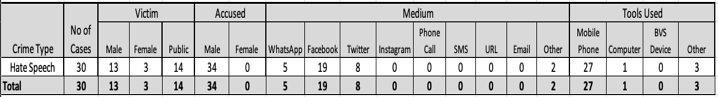 Victim Accused Medium Tools Used
Crime Type No of Cases Male Female Public Male Female WhatsApp Facebook Twitter Instagram Phone Call SMS URL Email Other Mobile Phone Computer BVS Device Other
Hate Speech 30 13 3 14 34 0 5 19 8 0 0 0 0 0 2 27 1 0 3
Total 30 13 3 14 34 0 5 19 8 0 0 0 0 0 2 27 1 0 3